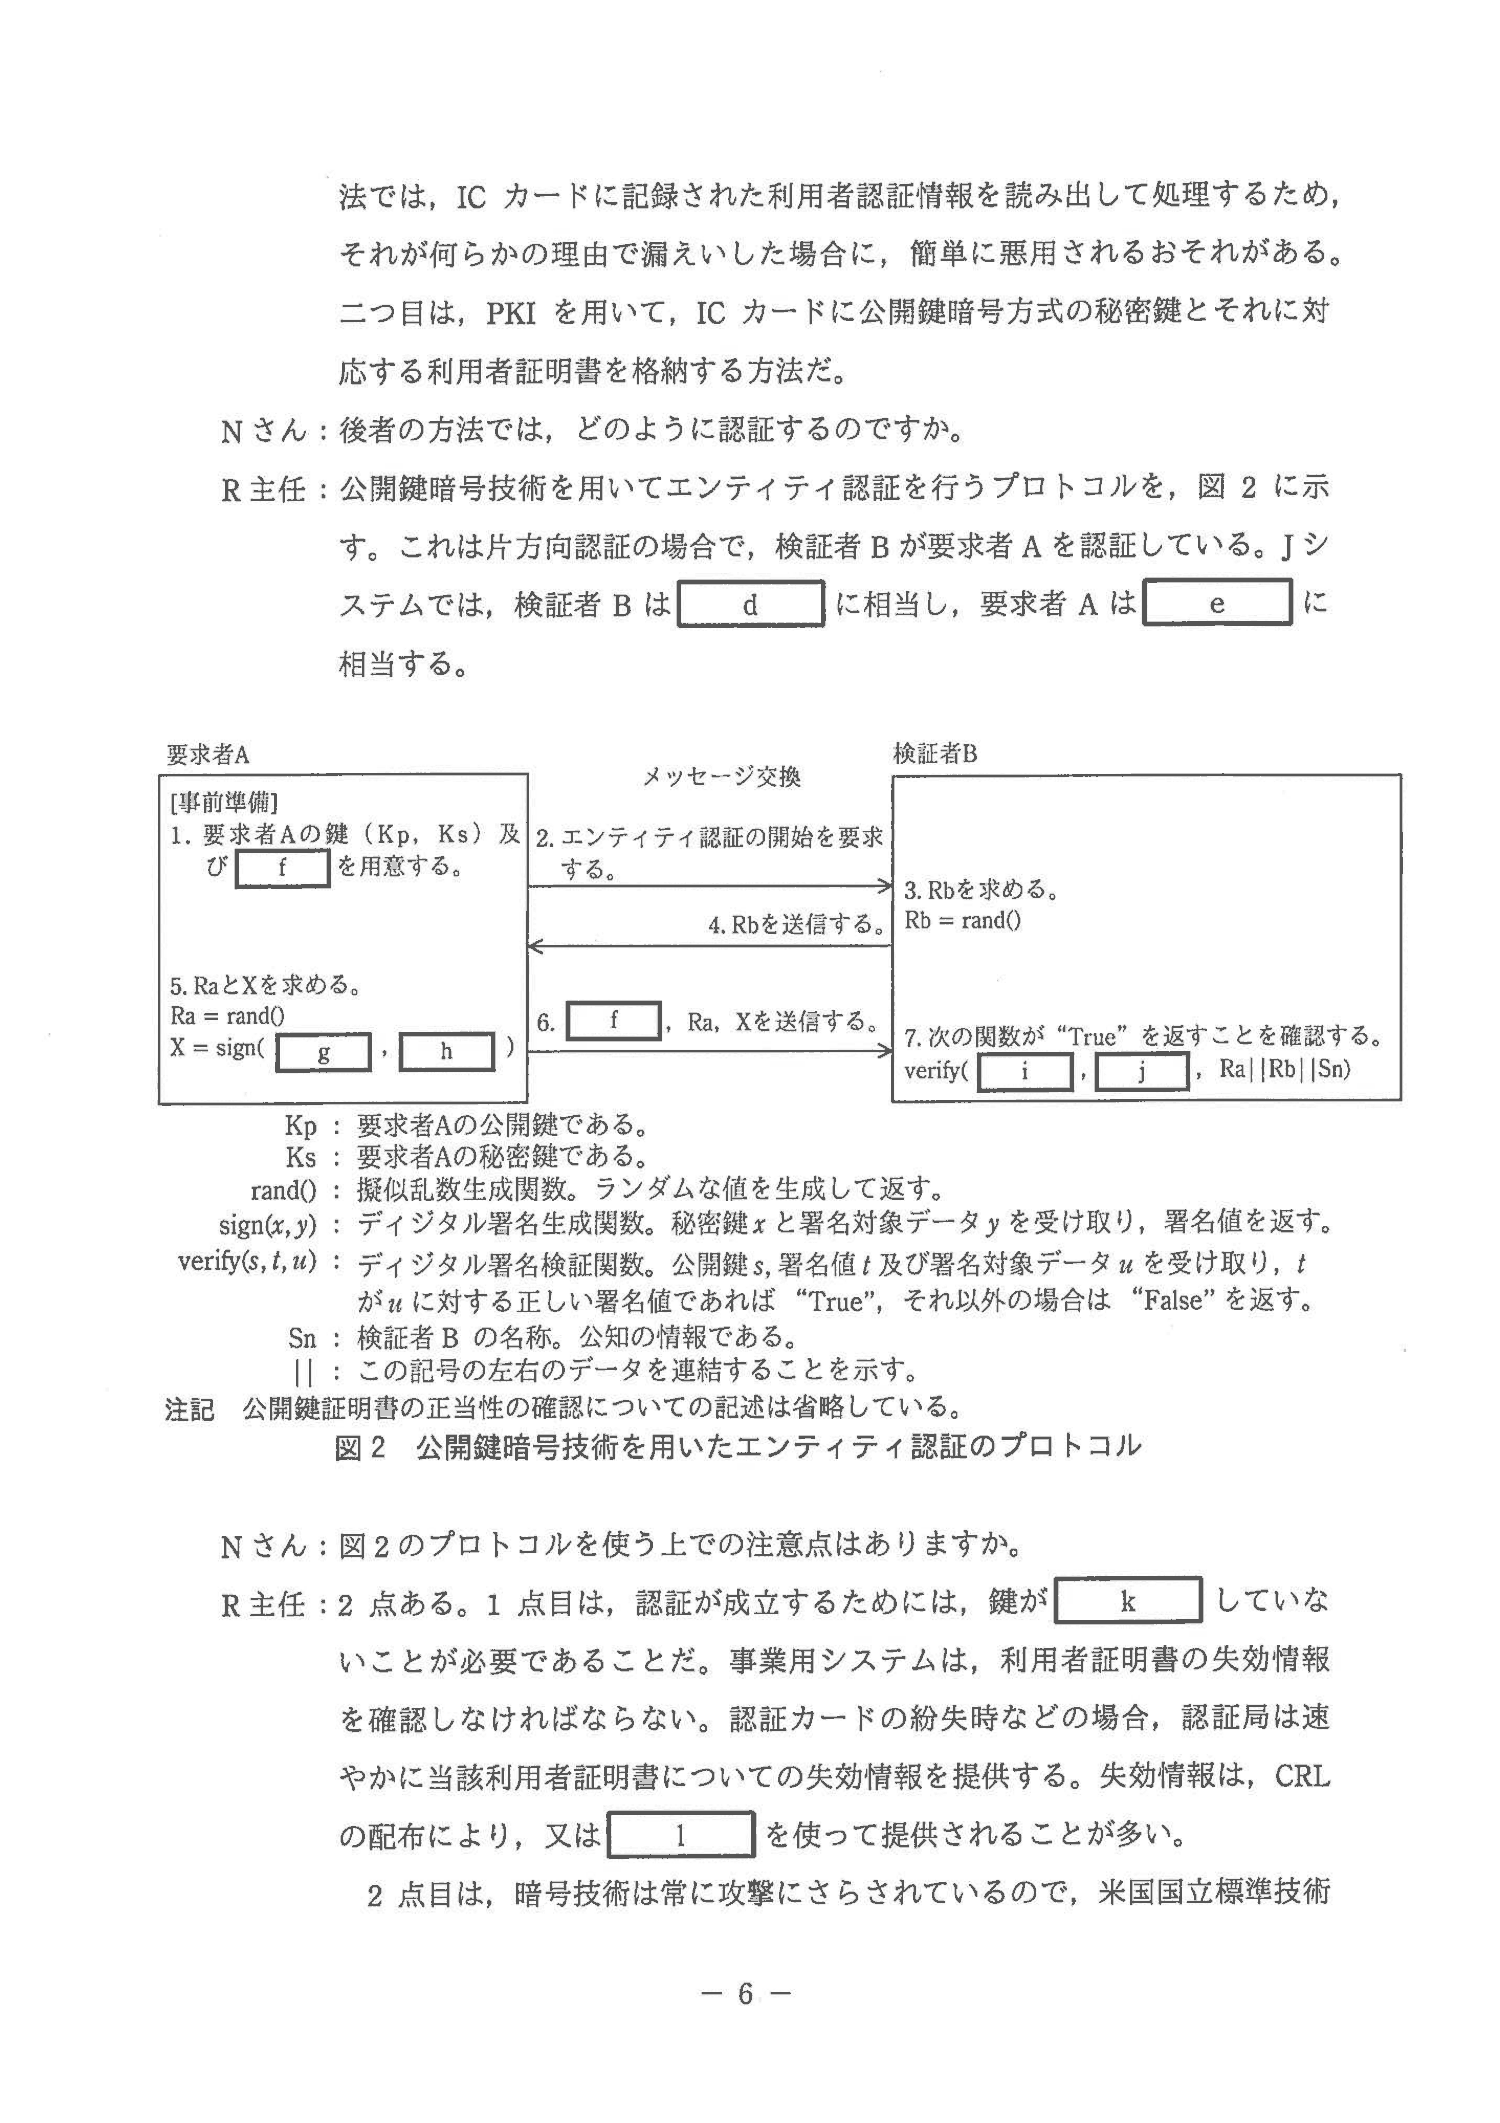 法では，IC カードに記録された利用者認証情報を読み出して処理するため，
それが何らかの理由で漏えいした場合に，簡単に悪用されるおそれがある。
二つ目は，PKI を用いて，IC カードに公開鍵暗号方式の秘密鍵とそれに対
応する利用者証明書を格納する方法だ。
Nさん：後者の方法では，どのように認証するのですか。
R主任：公開鍵暗号技術を用いてエンティティ認証を行うプロトコルを，図 2 に示
す。これは片方向認証の場合で，検証者 B が要求者 A を認証している。J シ
ステムでは，検証者 B は d に相当し，要求者 A は e に
相当する。
要求者A
検証者B
メッセージ交換
[事前準備]
1. 要求者Aの鍵（Kp，Ks）及
び f を用意する。
2. エンティティ認証の開始を要求
する。
3. Rbを求める。
Rb = rand()
4. Rbを送信する。
5. RaとXを求める。
Ra = rand()
X = sign( g , h )
6. f ，Ra，Xを送信する。
7. 次の関数が“True”を返すことを確認する。
verify( i , j ，Ra||Rb||Sn)
Kp：要求者Aの公開鍵である。
Ks：要求者Aの秘密鍵である。
rand()：擬似乱数生成関数。ランダムな値を生成して返す。
sign(x,y)：ディジタル署名生成関数。秘密鍵 x と署名対象データ y を受け取り，署名値を返す。
verify(s, t, u)：ディジタル署名検証関数。公開鍵 s, 署名値 t 及び署名対象データ u を受け取り，t
が u に対する正しい署名値であれば “True”，それ以外の場合は “False” を返す。
Sn：検証者 B の名称。公知の情報である。
||：この記号の左右のデータを連結することを示す。
注記　公開鍵証明書の正当性の確認についての記述は省略している。
図 2　公開鍵暗号技術を用いたエンティティ認証のプロトコル
Nさん：図 2 のプロトコルを使う上での注意点はありますか。
R主任：2 点ある。1 点目は，認証が成立するためには，鍵が k していな
いことが必要であることだ。事業用システムは，利用者証明書の失効情報
を確認しなければならない。認証カードの紛失時などの場合，認証局は速
やかに当該利用者証明書についての失効情報を提供する。失効情報は，CRL
の配布により，又は l を使って提供されることが多い。
2 点目は，暗号技術は常に攻撃にさらされているので，米国国立標準技術
－ 6 －